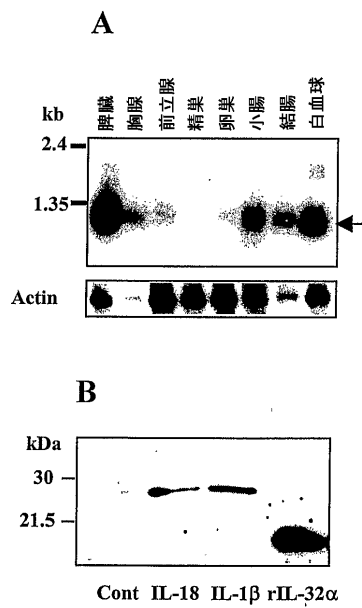 A
kb
脾臓 胸腺 前立腺 精巣 卵巣 小腸 結腸 白血球
2.4
1.35
Actin
B
kDa
30
21.5
Cont IL-18 IL-1β rIL-32α